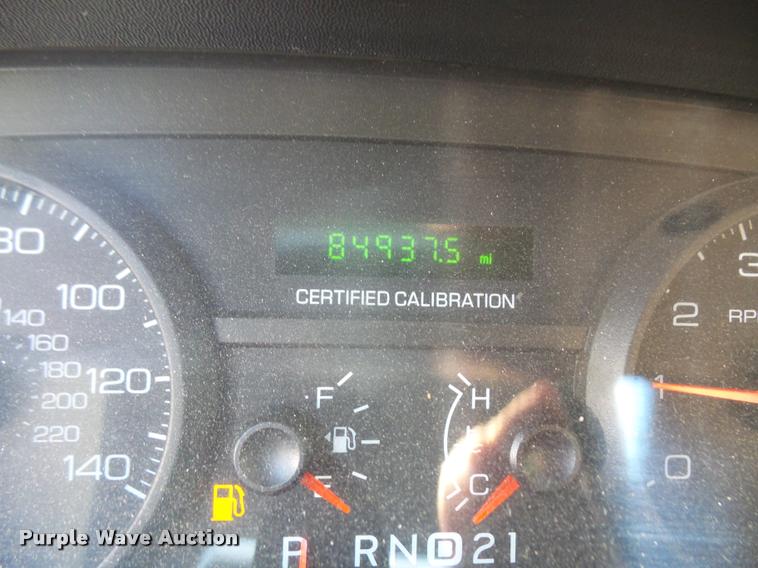 84937.5 mi
CERTIFIED CALIBRATION
80
100
120
140
140
160
180
200
220
F
E
H
C
3
2
1
0
P RND21
Purple Wave Auction